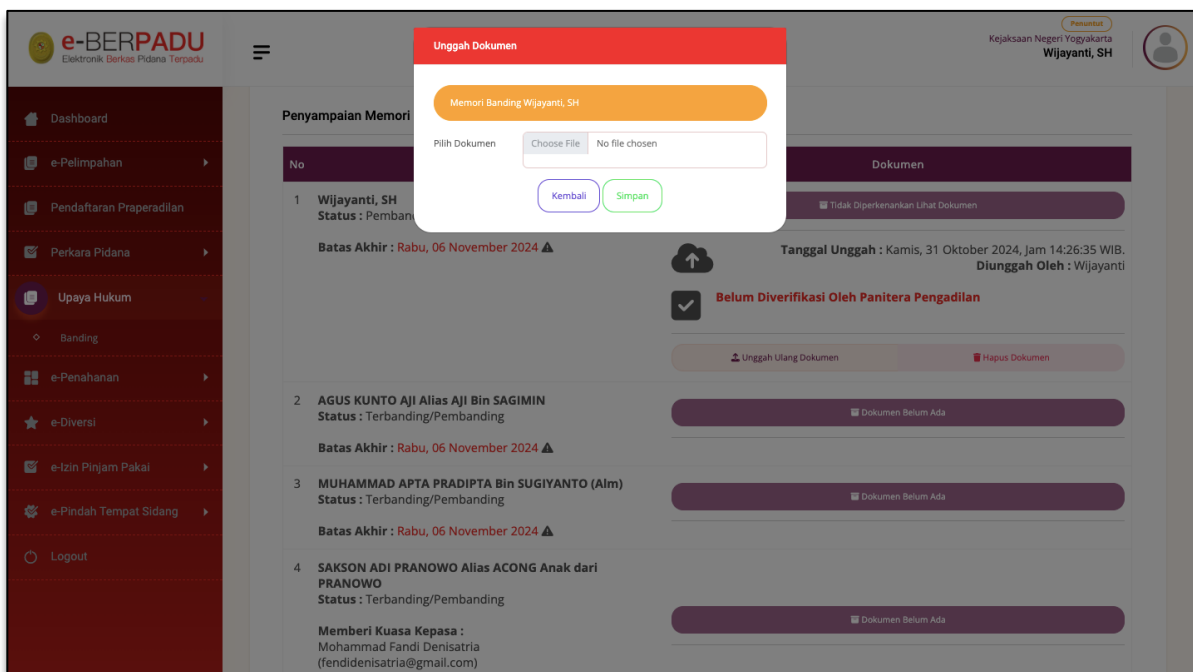 e-BERPADU
Elektronik Berkas Pidana Terpadu
Penuntut
Kejaksaan Negeri Yogyakarta
Wijayanti, SH
Dashboard
e-Pelimpahan
Pendaftaran Praperadilan
Perkara Pidana
Upaya Hukum
Banding
e-Penahanan
e-Diversi
e-Izin Pinjam Pakai
e-Pindah Tempat Sidang
Logout
Unggah Dokumen
Memori Banding Wijayanti, SH
Pilih Dokumen
Choose File No file chosen
Kembali
Simpan
Penyampaian Memori
No
Dokumen
1 Wijayanti, SH
Status : Pemban
Batas Akhir : Rabu, 06 November 2024
Tidak Diperkenankan Lihat Dokumen
Tanggal Unggah : Kamis, 31 Oktober 2024, Jam 14:26:35 WIB.
Diunggah Oleh : Wijayanti
Belum Diverifikasi Oleh Panitera Pengadilan
Unggah Ulang Dokumen
Hapus Dokumen
2 AGUS KUNTO AJI Alias AJI Bin SAGIMIN
Status : Terbanding/Pembanding
Batas Akhir : Rabu, 06 November 2024
Dokumen Belum Ada
3 MUHAMMAD APTA PRADIPTA Bin SUGIYANTO (Alm)
Status : Terbanding/Pembanding
Batas Akhir : Rabu, 06 November 2024
Dokumen Belum Ada
4 SAKSON ADI PRANOWO Alias ACONG Anak dari
PRANOWO
Status : Terbanding/Pembanding
Memberi Kuasa Kepasa :
Mohammad Fandi Denisatria
(fendidenisatria@gmail.com)
Dokumen Belum Ada